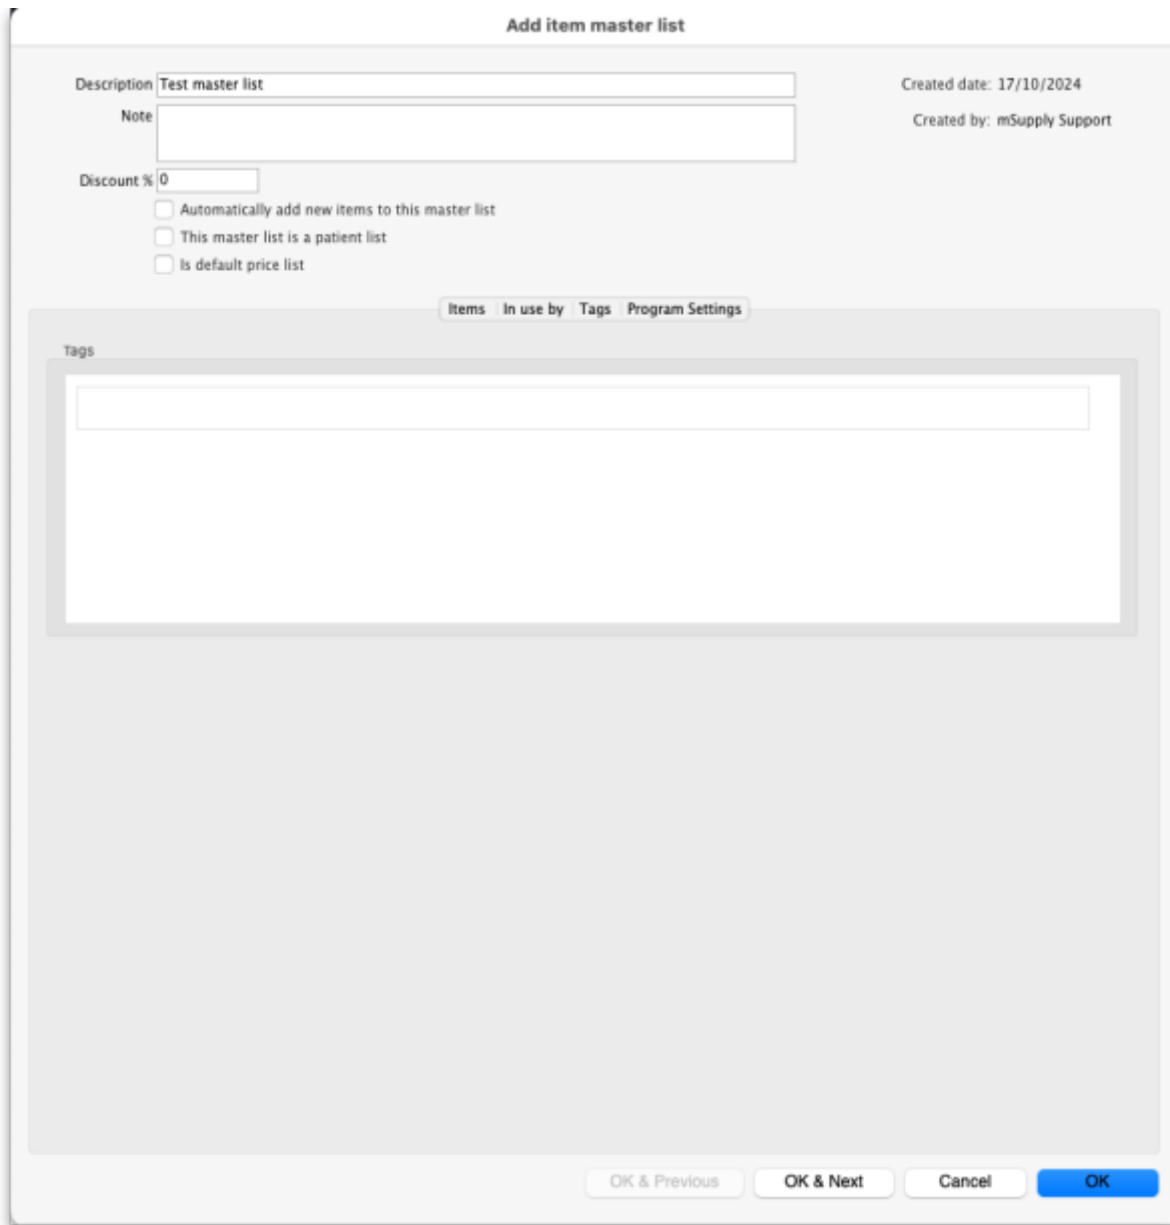 Add item master list
Description Test master list
Created date: 17/10/2024
Note
Created by: mSupply Support
Discount % 0
Automatically add new items to this master list
This master list is a patient list
Is default price list
Items In use by Tags Program Settings
Tags
OK & Previous OK & Next Cancel OK